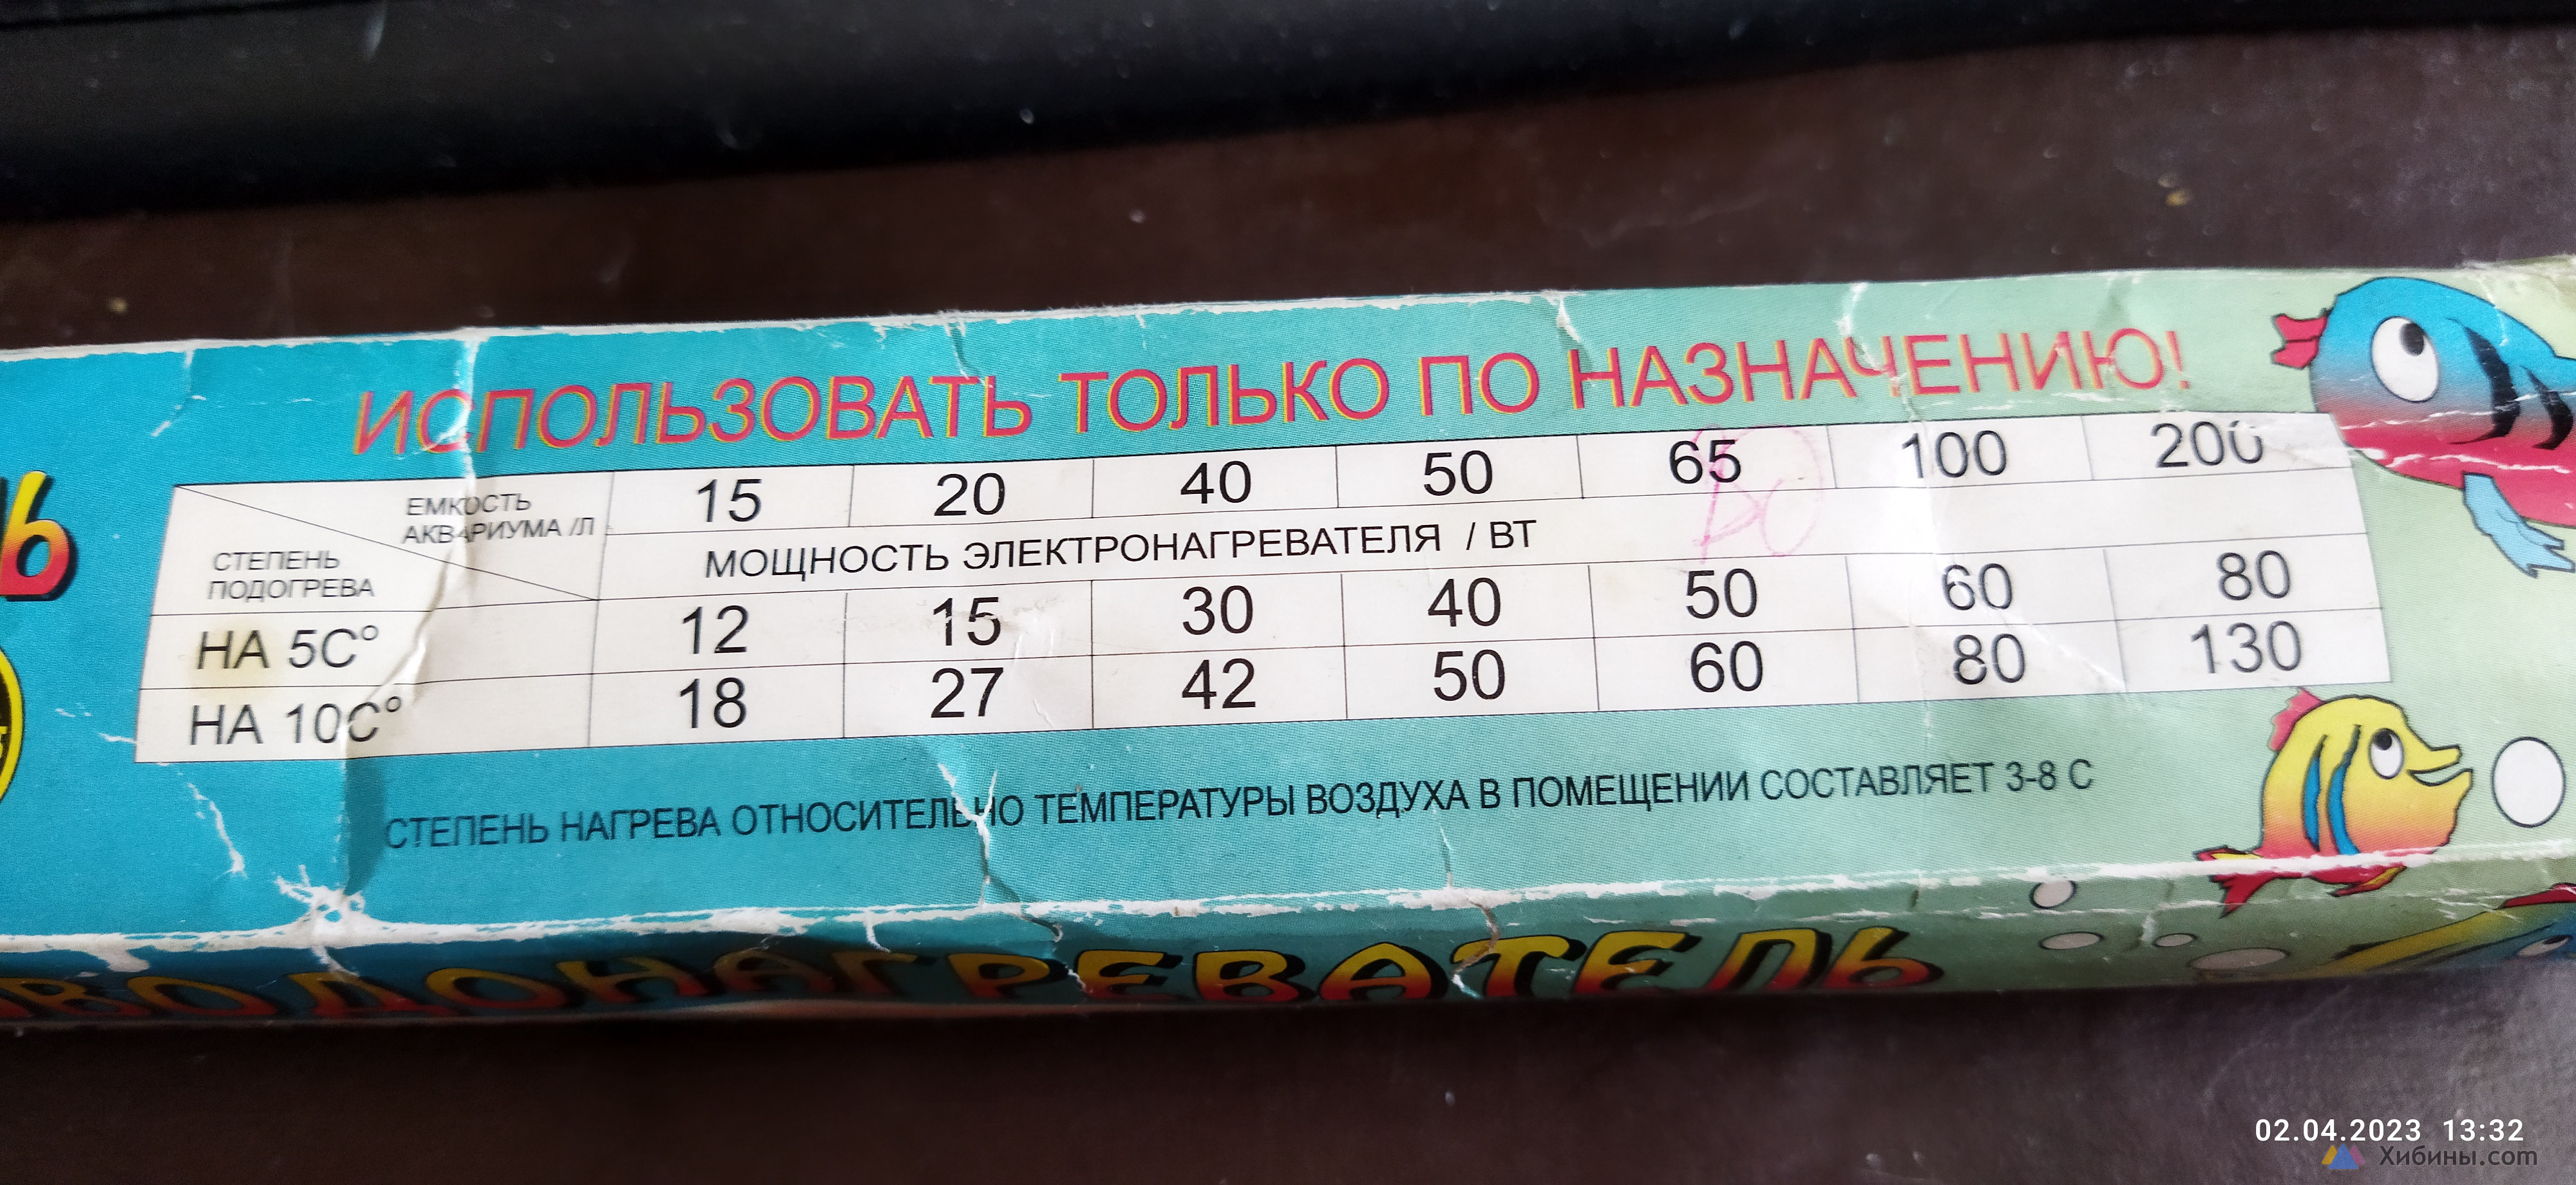 ИСПОЛЬЗОВАТЬ ТОЛЬКО ПО НАЗНАЧЕНИЮ!
ЕМКОСТЬ
АКВАРИУМА /Л
15 20 40 50 65 100 200
СТЕПЕНЬ
ПОДОГРЕВА
МОЩНОСТЬ ЭЛЕКТРОНАГРЕВАТЕЛЯ / ВТ
НА 5С° 12 15 30 40 50 60 80
НА 10С° 18 27 42 50 60 80 130
СТЕПЕНЬ НАГРЕВА ОТНОСИТЕЛЬНО ТЕМПЕРАТУРЫ ВОЗДУХА В ПОМЕЩЕНИИ СОСТАВЛЯЕТ 3-8 С
ВОДОНАГРЕВАТЕЛЬ
02.04.2023 13:32
Хибины.com